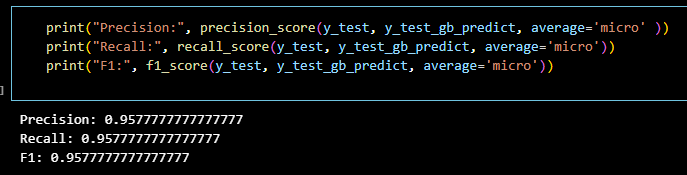 print("Precision:", precision_score(y_test, y_test_gb_predict, average='micro' ))
print("Recall:", recall_score(y_test, y_test_gb_predict, average='micro'))
print("F1:", f1_score(y_test, y_test_gb_predict, average='micro'))
]
Precision: 0.9577777777777777
Recall: 0.9577777777777777
F1: 0.9577777777777777